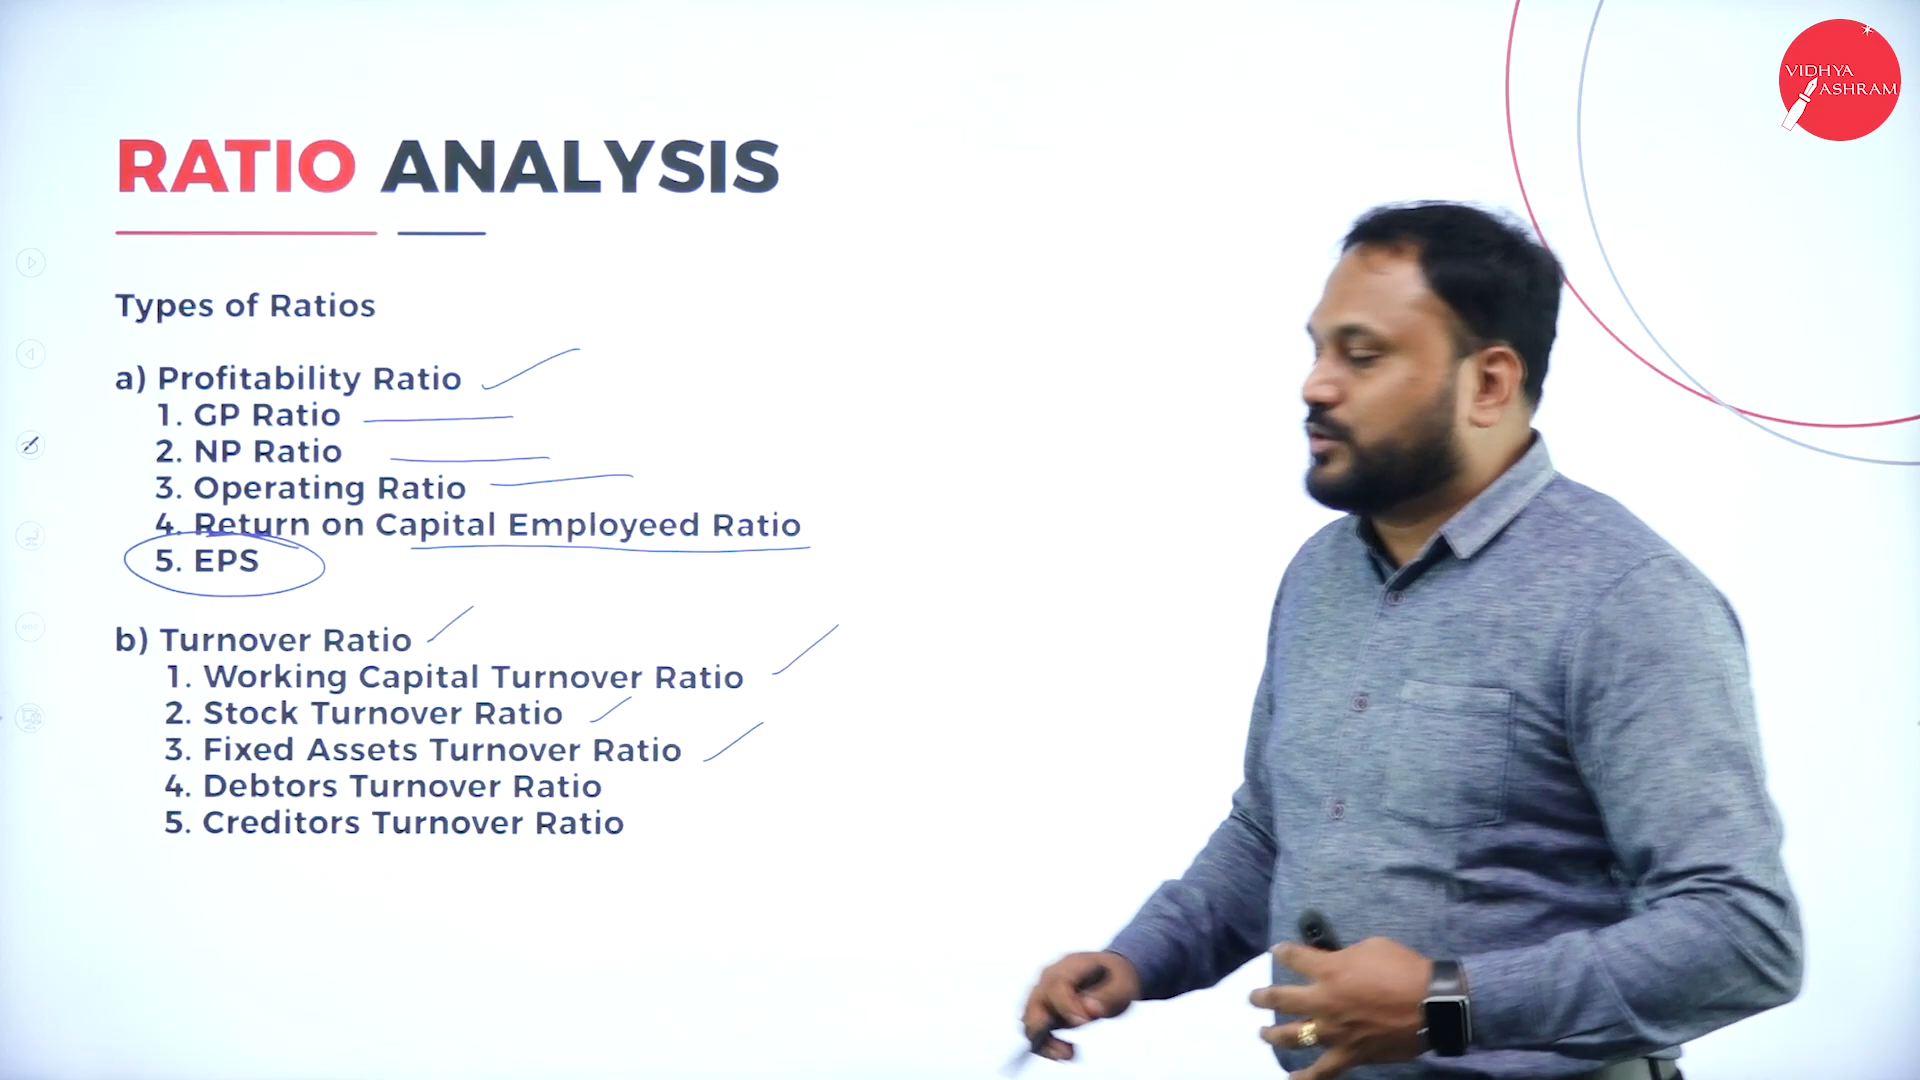 VIDHYA
ASHRAM
RATIO ANALYSIS
Types of Ratios
a) Profitability Ratio
1. GP Ratio
2. NP Ratio
3. Operating Ratio
4. Return on Capital Employeed Ratio
5. EPS
b) Turnover Ratio
1. Working Capital Turnover Ratio
2. Stock Turnover Ratio
3. Fixed Assets Turnover Ratio
4. Debtors Turnover Ratio
5. Creditors Turnover Ratio